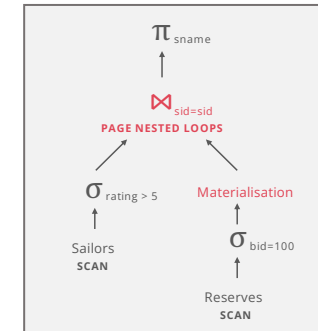 π sname
⋈ sid=sid
PAGE NESTED LOOPS
σ rating > 5
Materialisation
Sailors
SCAN
σ bid=100
Reserves
SCAN